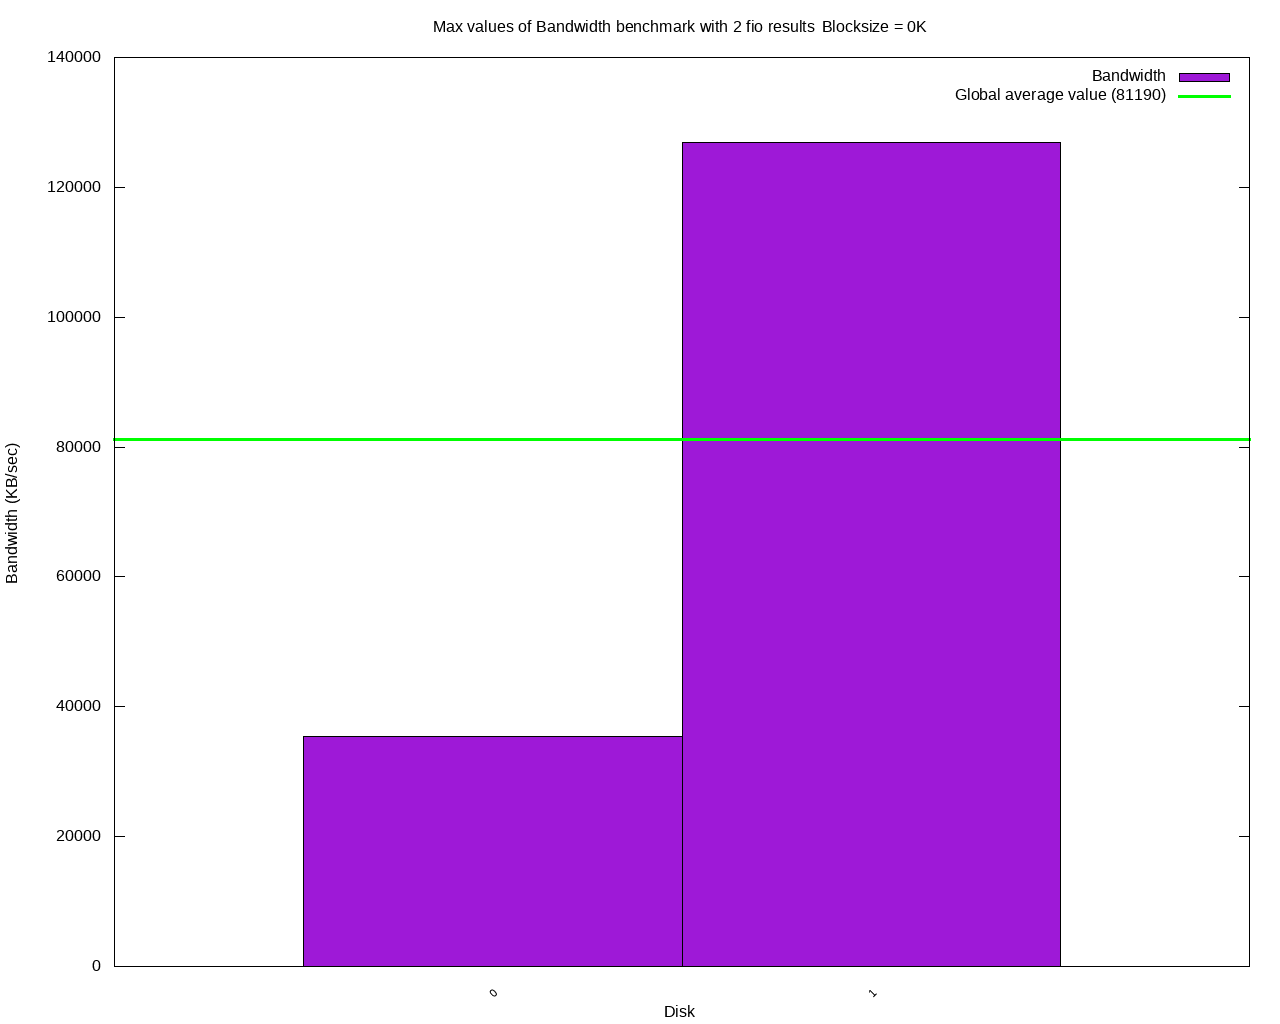 Max values of Bandwidth benchmark with 2 fio results Blocksize = 0K
140000
Bandwidth
Global average value (81190)
120000
100000
80000
60000
40000
20000
0
Bandwidth (KB/sec)
0
1
Disk